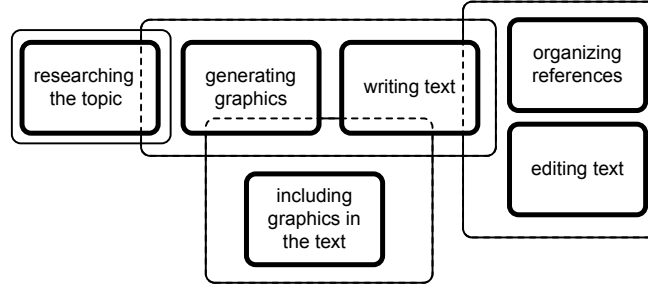 researching
the topic
generating
graphics
writing text
organizing
references
editing text
including
graphics in
the text